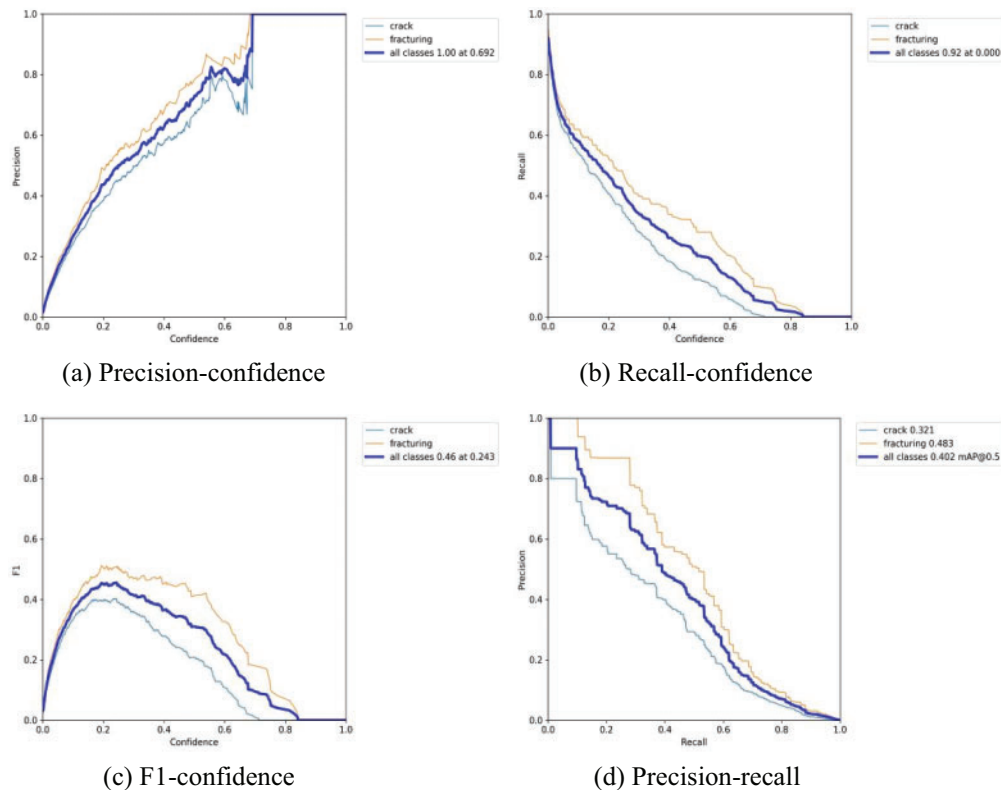 1.0
0.8
0.6
0.4
0.2
0.0
Precision
0.0 0.2 0.4 0.6 0.8 1.0
Confidence
crack
fracturing
all classes 1.00 at 0.692
(a) Precision-confidence
1.0
0.8
0.6
0.4
0.2
0.0
Recall
0.0 0.2 0.4 0.6 0.8 1.0
Confidence
crack
fracturing
all classes 0.92 at 0.000
(b) Recall-confidence
1.0
0.8
0.6
0.4
0.2
0.0
F1
0.0 0.2 0.4 0.6 0.8 1.0
Confidence
crack
fracturing
all classes 0.46 at 0.243
(c) F1-confidence
1.0
0.8
0.6
0.4
0.2
0.0
Precision
0.0 0.2 0.4 0.6 0.8 1.0
Recall
crack 0.321
fracturing 0.483
all classes 0.402 mAP@0.5
(d) Precision-recall